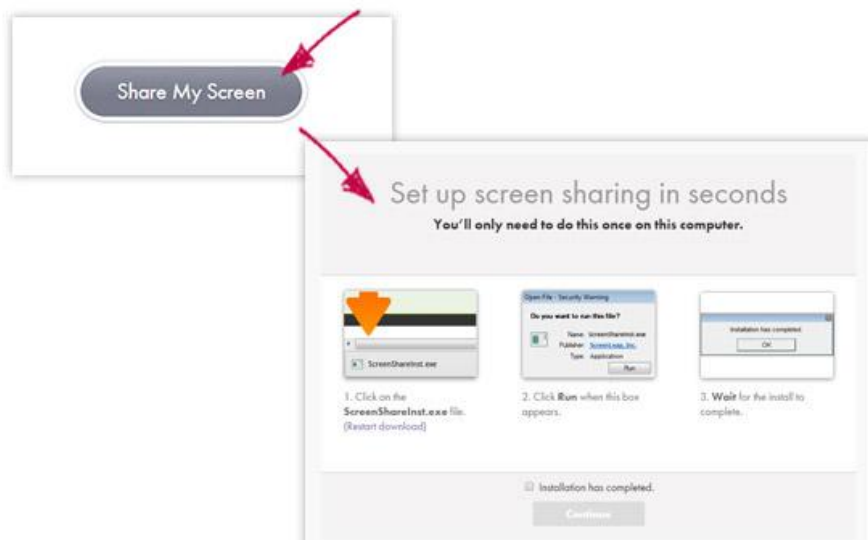 Share My Screen
Set up screen sharing in seconds
You'll only need to do this once on this computer.
ScreenShareInst.exe
1. Click on the
ScreenShareInst.exe file.
(Restart download)
Open File - Security Warning
Do you want to run this file?
Name: ScreenShareInst.exe
Publisher: ScreenLeap, Inc.
Type: Application
Run
2. Click Run when this box
appears.
Installation has completed.
OK
3. Wait for the install to
complete.
Installation has completed.
Continue